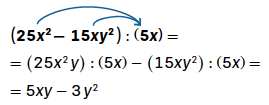 (25x² – 15xy²) : (5x) =
= (25x²y) : (5x) – (15xy²) : (5x) =
= 5xy – 3y²